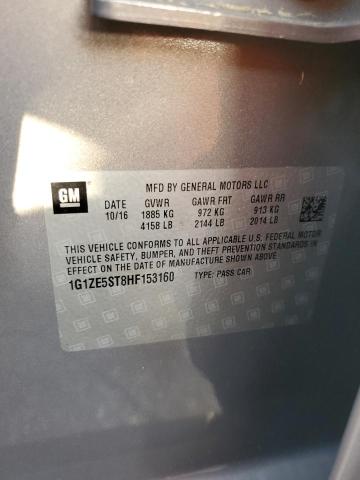 GM
MFD BY GENERAL MOTORS LLC
DATE GVWR GAWR FRT GAWR RR
10/16 1885 KG 972 KG 913 KG
4158 LB 2144 LB 2014 LB
THIS VEHICLE CONFORMS TO ALL APPLICABLE U.S. FEDERAL MOTOR
VEHICLE SAFETY, BUMPER, AND THEFT PREVENTION STANDARDS IN
EFFECT ON THE DATE OF MANUFACTURE SHOWN ABOVE.
1G1ZE5ST8HF153160 TYPE: PASS CAR